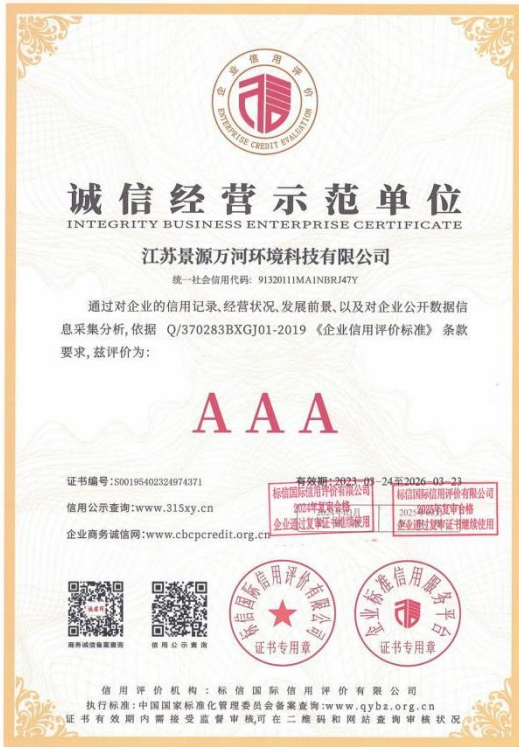 企业信用评价
ENTERPRISE CREDIT EVALUATION
诚信经营示范单位
INTEGRITY BUSINESS ENTERPRISE CERTIFICATE
江苏景源万河环境科技有限公司
统一社会信用代码: 91320111MA1NBRJ47Y
通过对企业的信用记录、经营状况、发展前景、以及对企业公开数据信
息采集分析,依据 Q/370283BXGJ01-2019 《企业信用评价标准》 条款
要求,兹评价为:
AAA
证书编号:S00195402324974371
有效期:2023-03-24至2026-03-23
标信国际信用评价有限公司
2024年复审合格
企业通过复审证书继续使用
标信国际信用评价有限公司
2025年复审合格
企业通过复审证书继续使用
信用公示查询:www.315xy.cn
企业商务诚信网:www.cbcpcredit.org.cn
商务诚信备案查询
信用公示查询
标信国际信用评价有限公司
证书专用章
企业标准信用服务平台
证书专用章
信用评价机构:标信国际信用评价有限公司
执行标准:中国国家标准化管理委员会备案查询:www.qybz.org.cn
证书有效期内需接受监督审核,可在二维码和网站查询审核状况